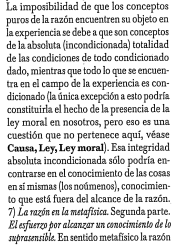 La imposibilidad de que los conceptos
puros de la razón encuentren su objeto en
la experiencia se debe a que son conceptos
de la absoluta (incondicionada) totalidad
de las condiciones de todo condicionado
dado, mientras que todo lo que se encuen-
tra en el campo de la experiencia es con-
dicionado (la única excepción a esto podría
constituirla el hecho de la presencia de la
ley moral en nosotros, pero eso es una
cuestión que no pertenece aquí, véase
Causa, Ley, Ley moral). Esa integridad
absoluta incondicionada sólo podría en-
contrarse en el conocimiento de las cosas
en sí mismas (los noúmenos), conocimien-
to que está fuera del alcance de la razón.
7) La razón en la metafísica. Segunda parte.
El esfuerzo por alcanzar un conocimiento de lo
suprasensible. En sentido metafísico la razón